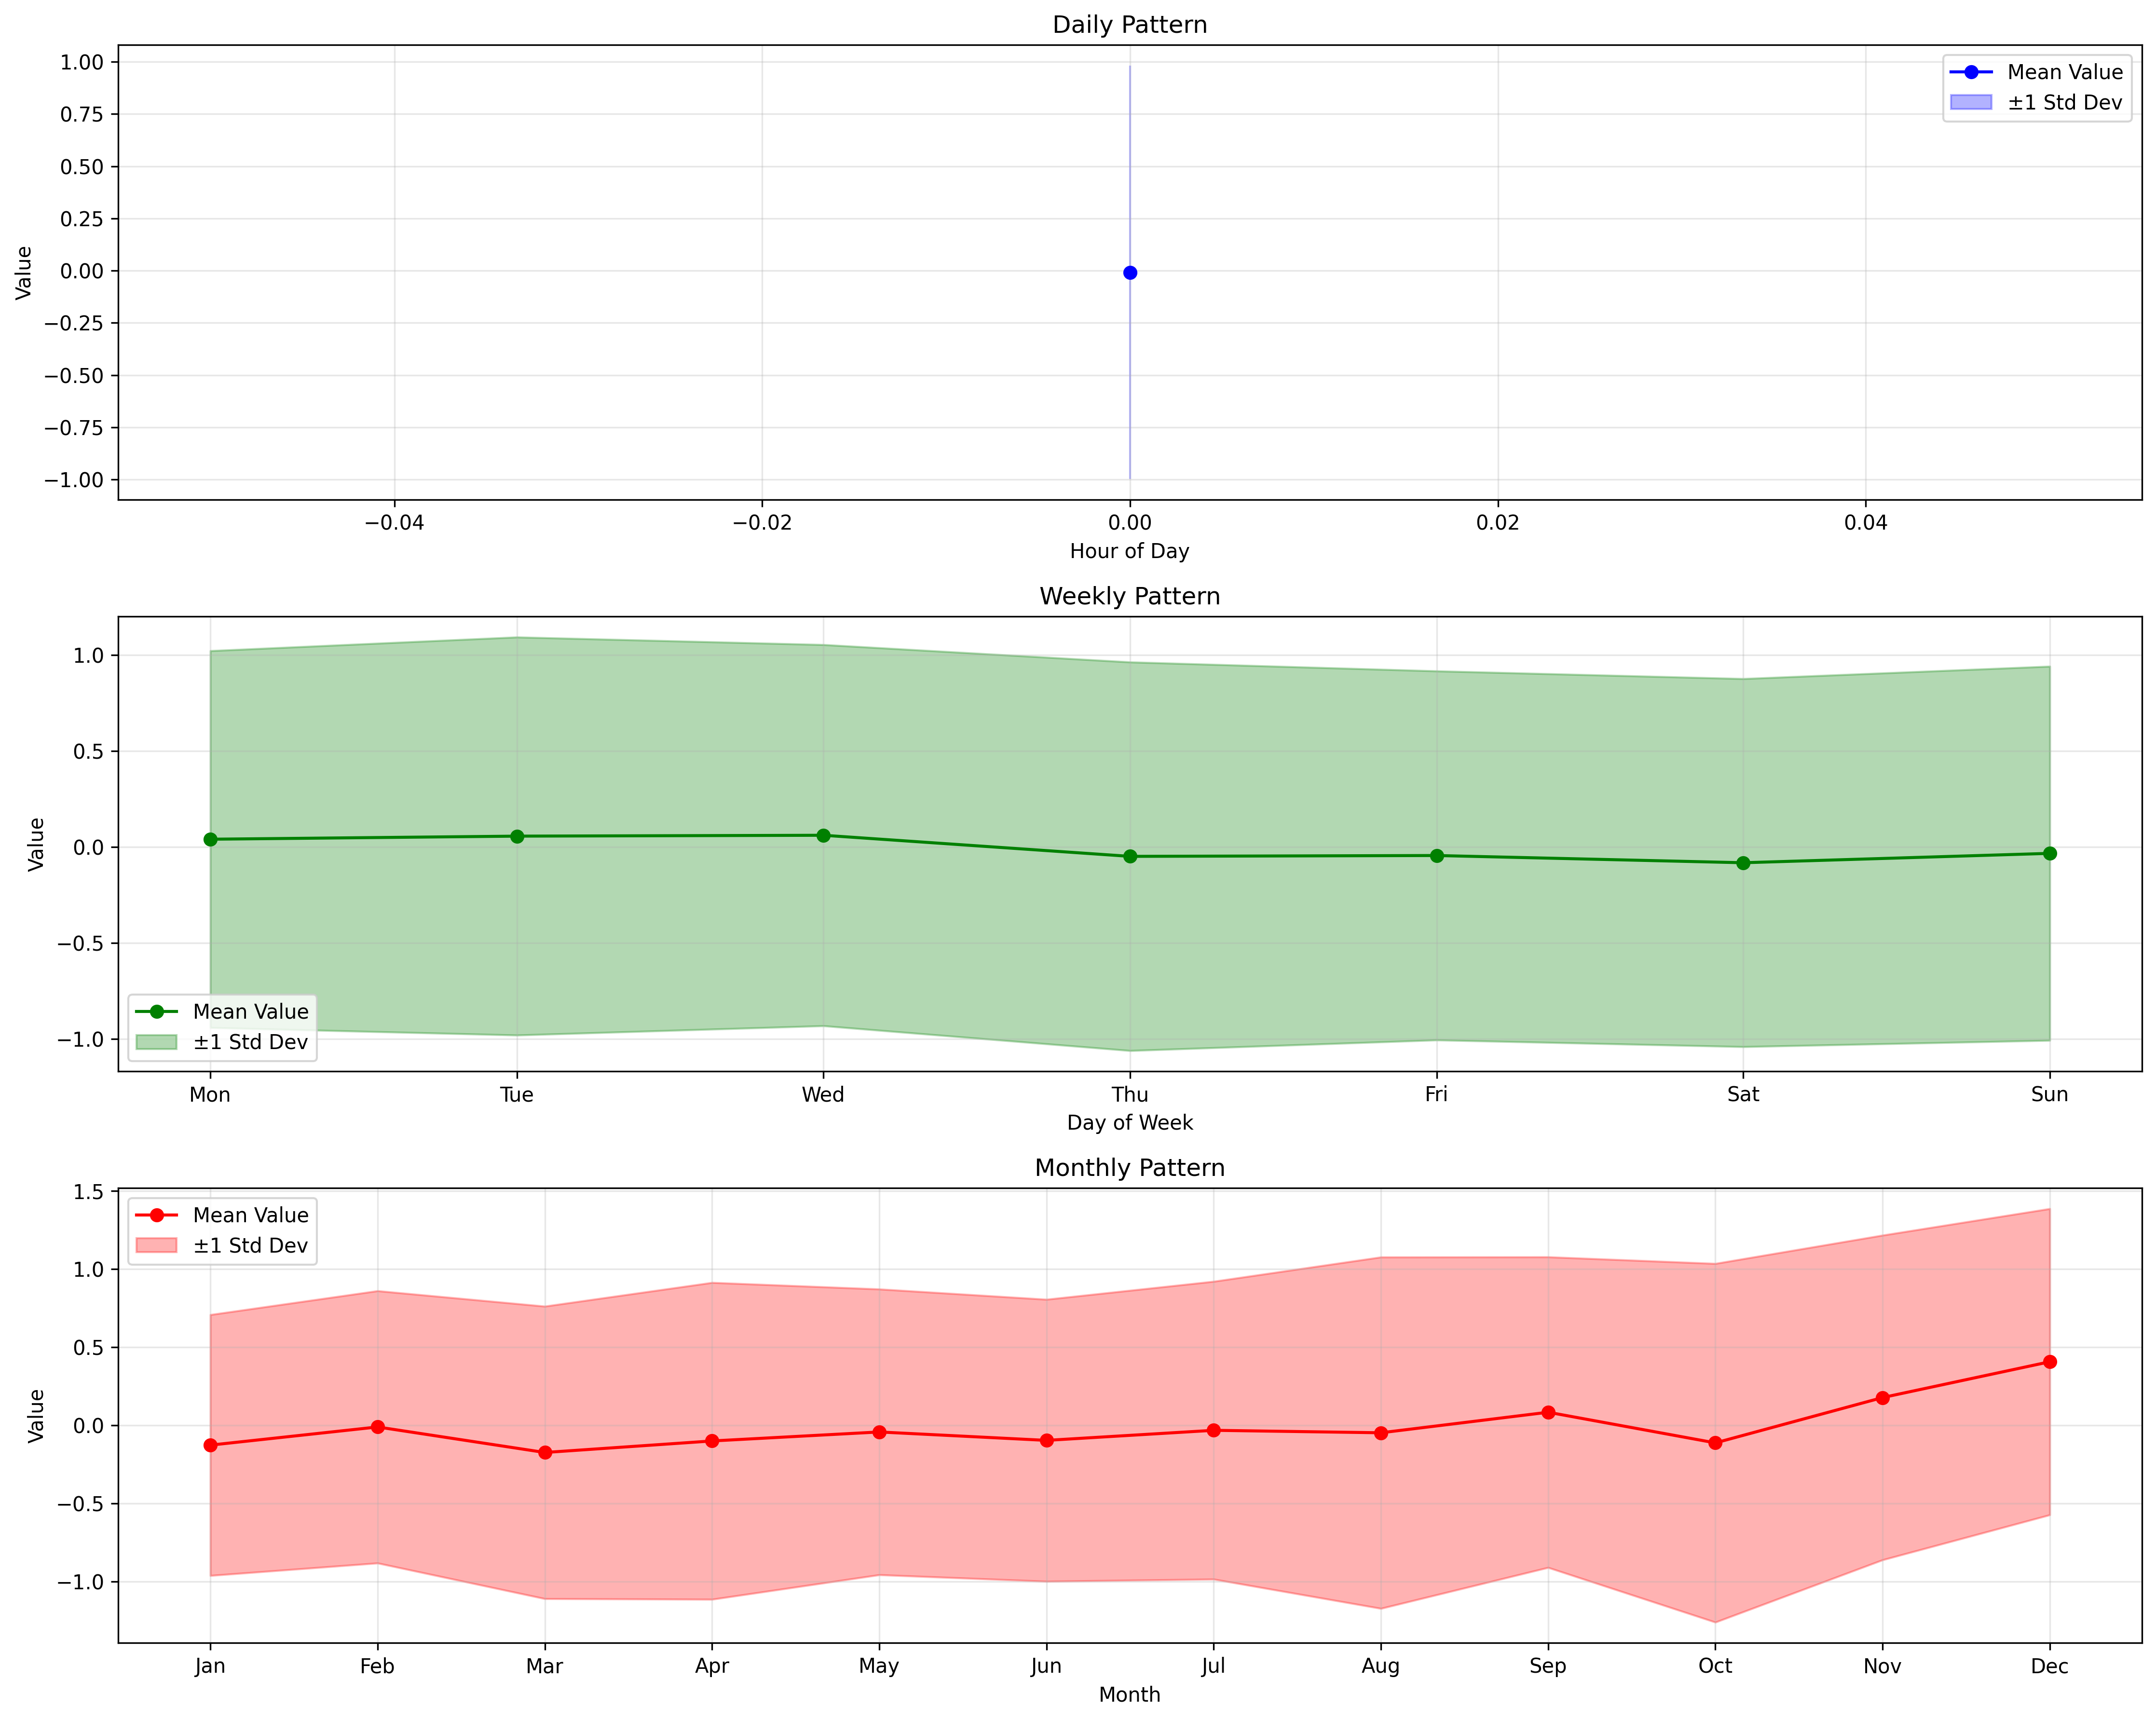 Daily Pattern
1.00
0.75
0.50
0.25
0.00
−0.25
−0.50
−0.75
−1.00
Value
Mean Value
±1 Std Dev
−0.04 −0.02 0.00 0.02 0.04
Hour of Day
Weekly Pattern
1.0
0.5
0.0
−0.5
−1.0
Value
Mean Value
±1 Std Dev
Mon Tue Wed Thu Fri Sat Sun
Day of Week
Monthly Pattern
1.5
1.0
0.5
0.0
−0.5
−1.0
Value
Mean Value
±1 Std Dev
Jan Feb Mar Apr May Jun Jul Aug Sep Oct Nov Dec
Month